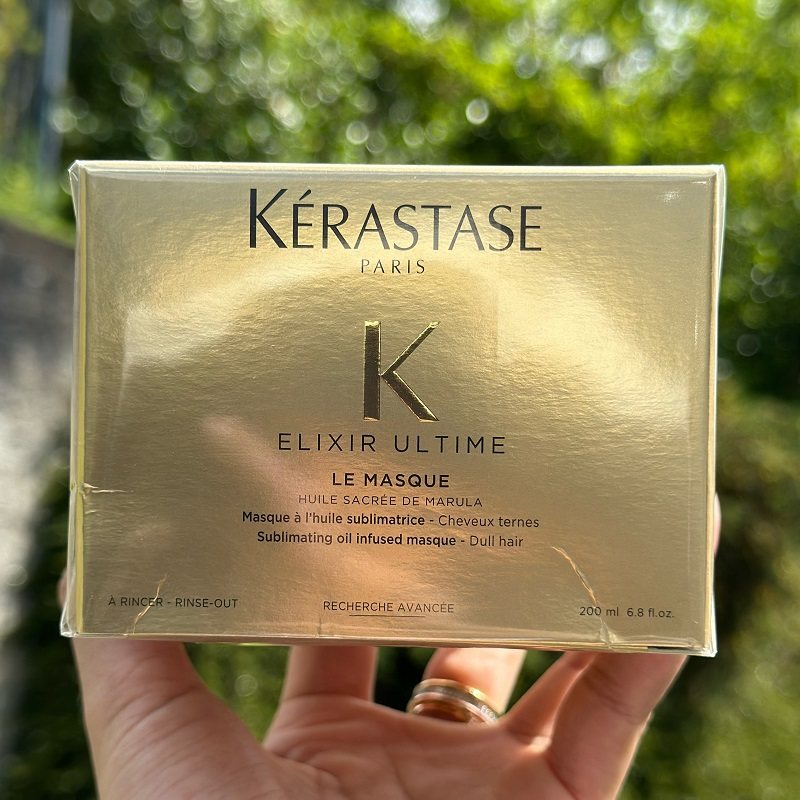 KÉRASTASE
PARIS
K
ELIXIR ULTIME
LE MASQUE
HUILE SACRÉE DE MARULA
Masque à l'huile sublimatrice - Cheveux ternes
Sublimating oil infused masque - Dull hair
À RINCER - RINSE-OUT
RECHERCHE AVANCÉE
200 ml 6.8 fl.oz.